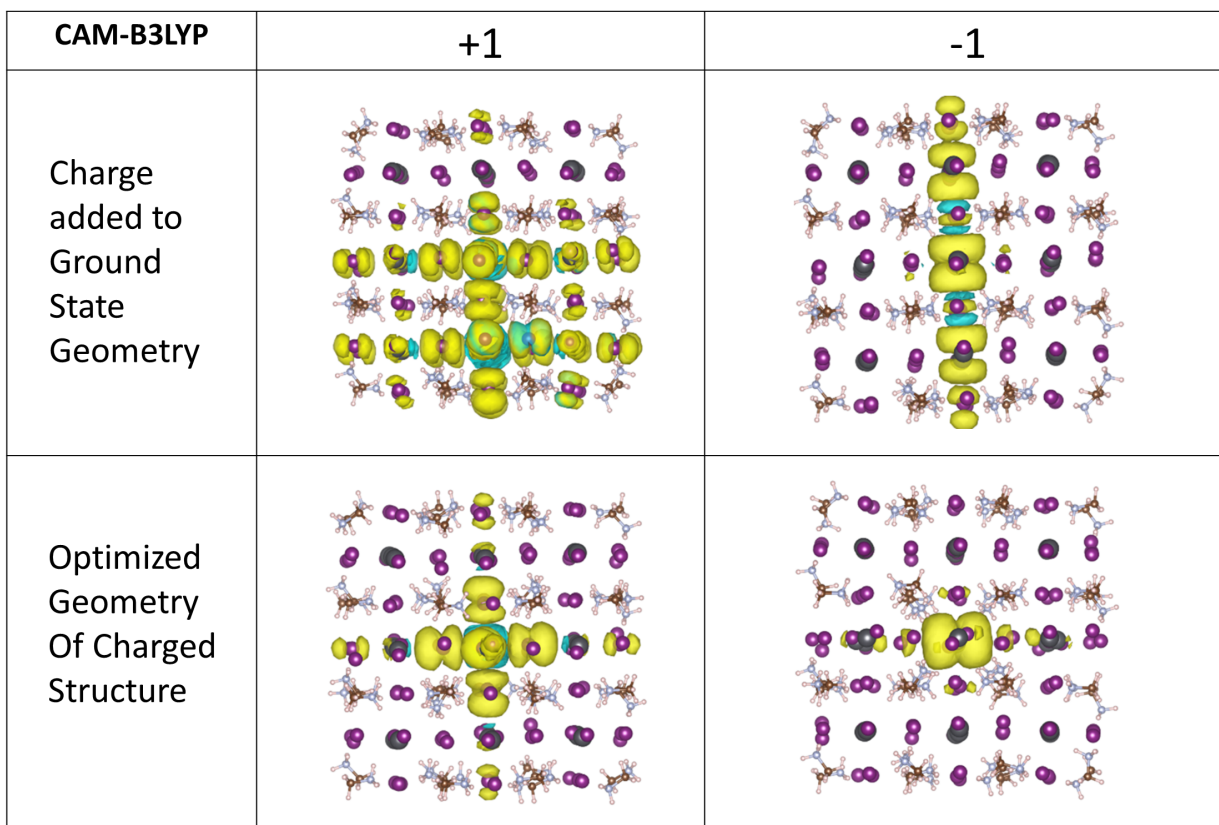 CAM-B3LYP
+1
-1
Charge
added to
Ground
State
Geometry
Optimized
Geometry
Of Charged
Structure